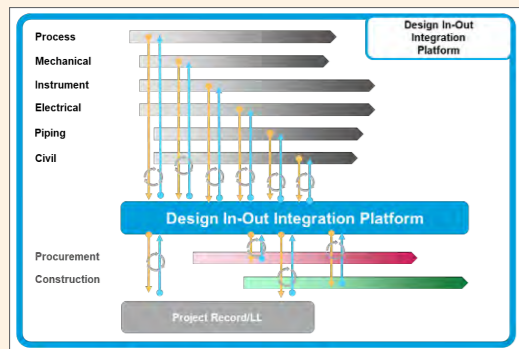 Design In-Out
Integration
Platform
Process
Mechanical
Instrument
Electrical
Piping
Civil
Design In-Out Integration Platform
Procurement
Construction
Project Record/LL